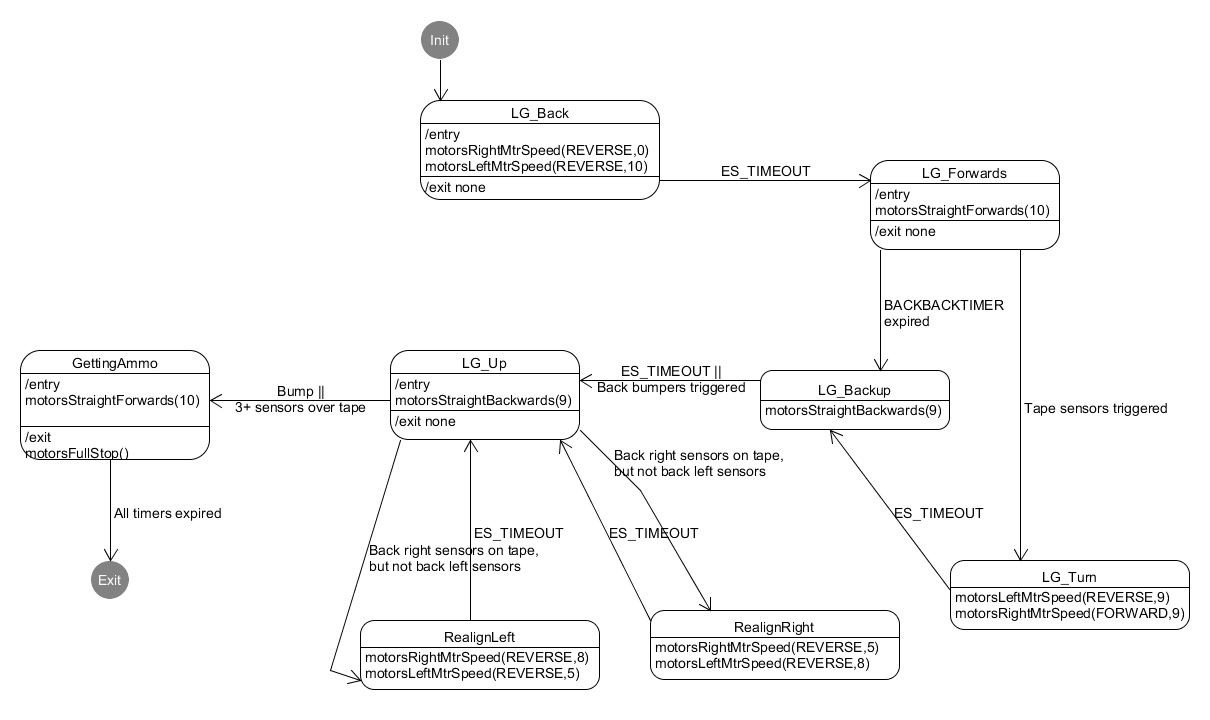 Init
LG_Back
/entry
motorsRightMtrSpeed(REVERSE,0)
motorsLeftMtrSpeed(REVERSE,10)
/exit none
ES_TIMEOUT
LG_Forwards
/entry
motorsStraightForwards(10)
/exit none
BACKBACKTIMER
expired
Tape sensors triggered
GettingAmmo
/entry
motorsStraightForwards(10)
/exit
motorsFullStop()
Bump ||
3+ sensors over tape
LG_Up
/entry
motorsStraightBackwards(9)
/exit none
ES_TIMEOUT ||
Back bumpers triggered
LG_Backup
motorsStraightBackwards(9)
Back right sensors on tape,
but not back left sensors
All timers expired
ES_TIMEOUT
Back right sensors on tape,
but not back left sensors
ES_TIMEOUT
ES_TIMEOUT
Exit
LG_Turn
motorsLeftMtrSpeed(REVERSE,9)
motorsRightMtrSpeed(FORWARD,9)
RealignLeft
motorsRightMtrSpeed(REVERSE,8)
motorsLeftMtrSpeed(REVERSE,5)
RealignRight
motorsRightMtrSpeed(REVERSE,5)
motorsLeftMtrSpeed(REVERSE,8)